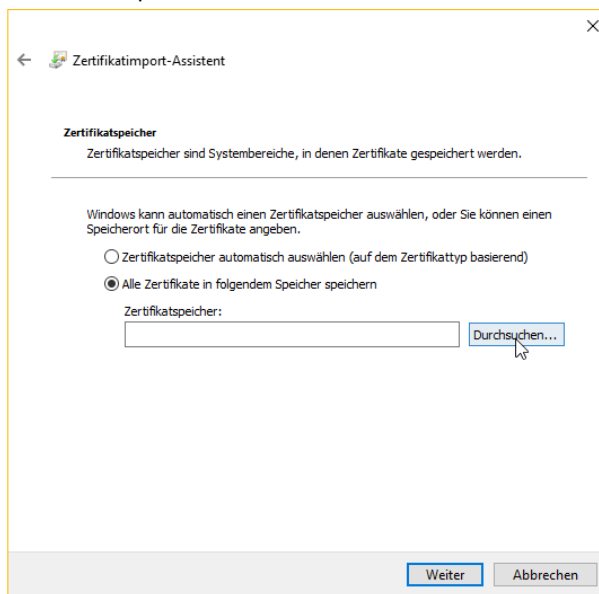 Zertifikatimport-Assistent
Zertifikatspeicher
Zertifikatspeicher sind Systembereiche, in denen Zertifikate gespeichert werden.
Windows kann automatisch einen Zertifikatspeicher auswählen, oder Sie können einen
Speicherort für die Zertifikate angeben.
Zertifikatspeicher automatisch auswählen (auf dem Zertifikattyp basierend)
Alle Zertifikate in folgendem Speicher speichern
Zertifikatspeicher:
Durchsuchen...
Weiter
Abbrechen